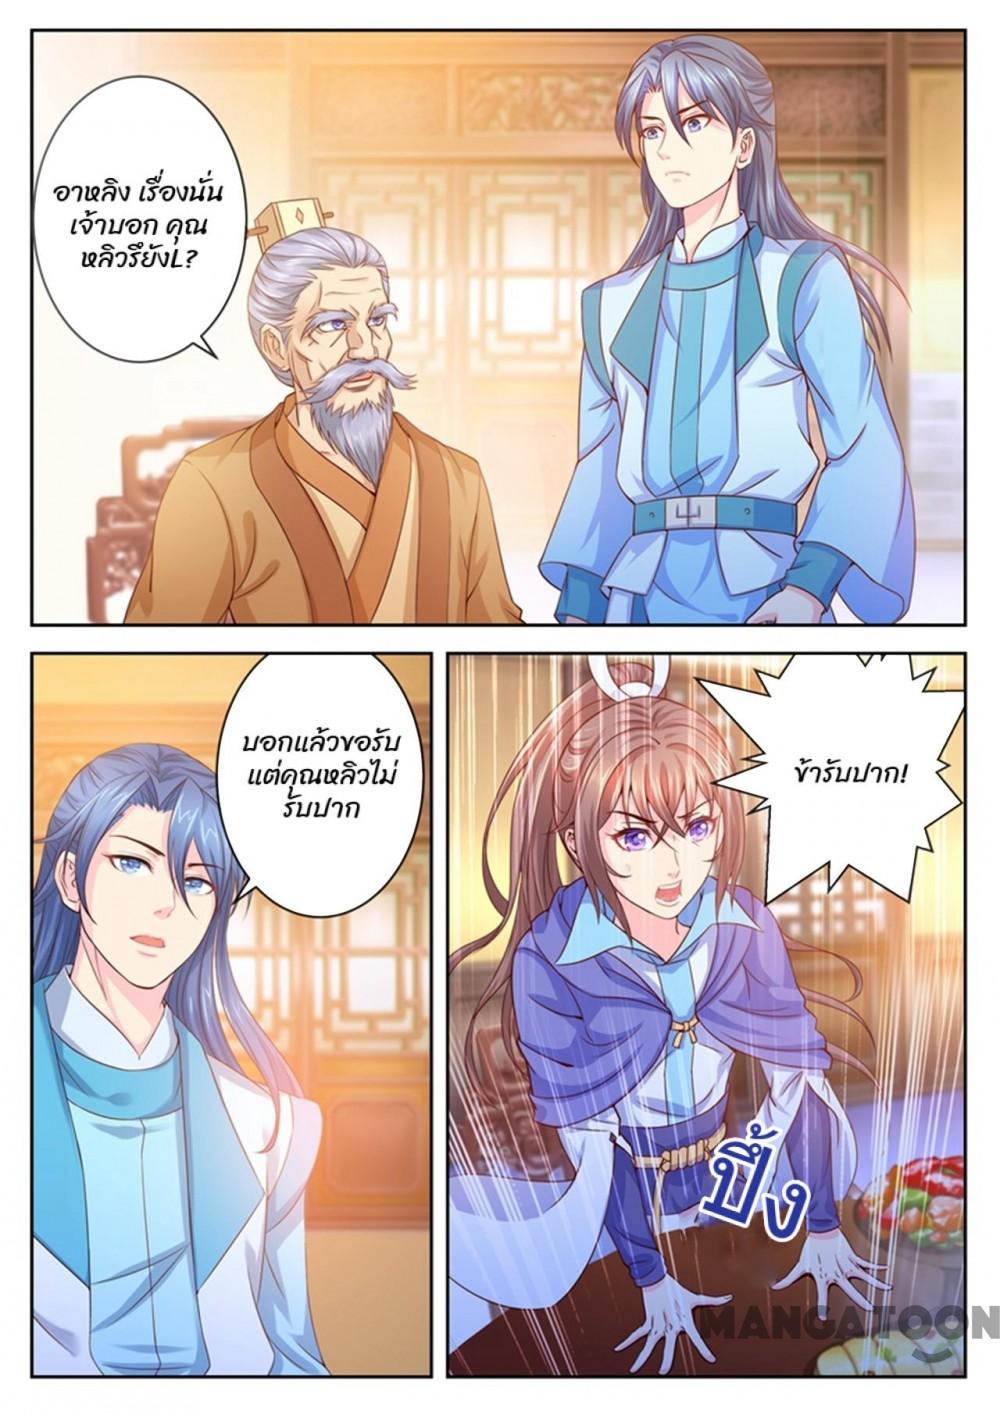 อาหลิง เรื่องนั่น
เจ้าบอก คุณ
หลิวรึยังL?
บอกแล้วขอรับ
แต่คุณหลิวไม่
รับปาก
ข้ารับปาก!
ปึ้ง
MANGATOON